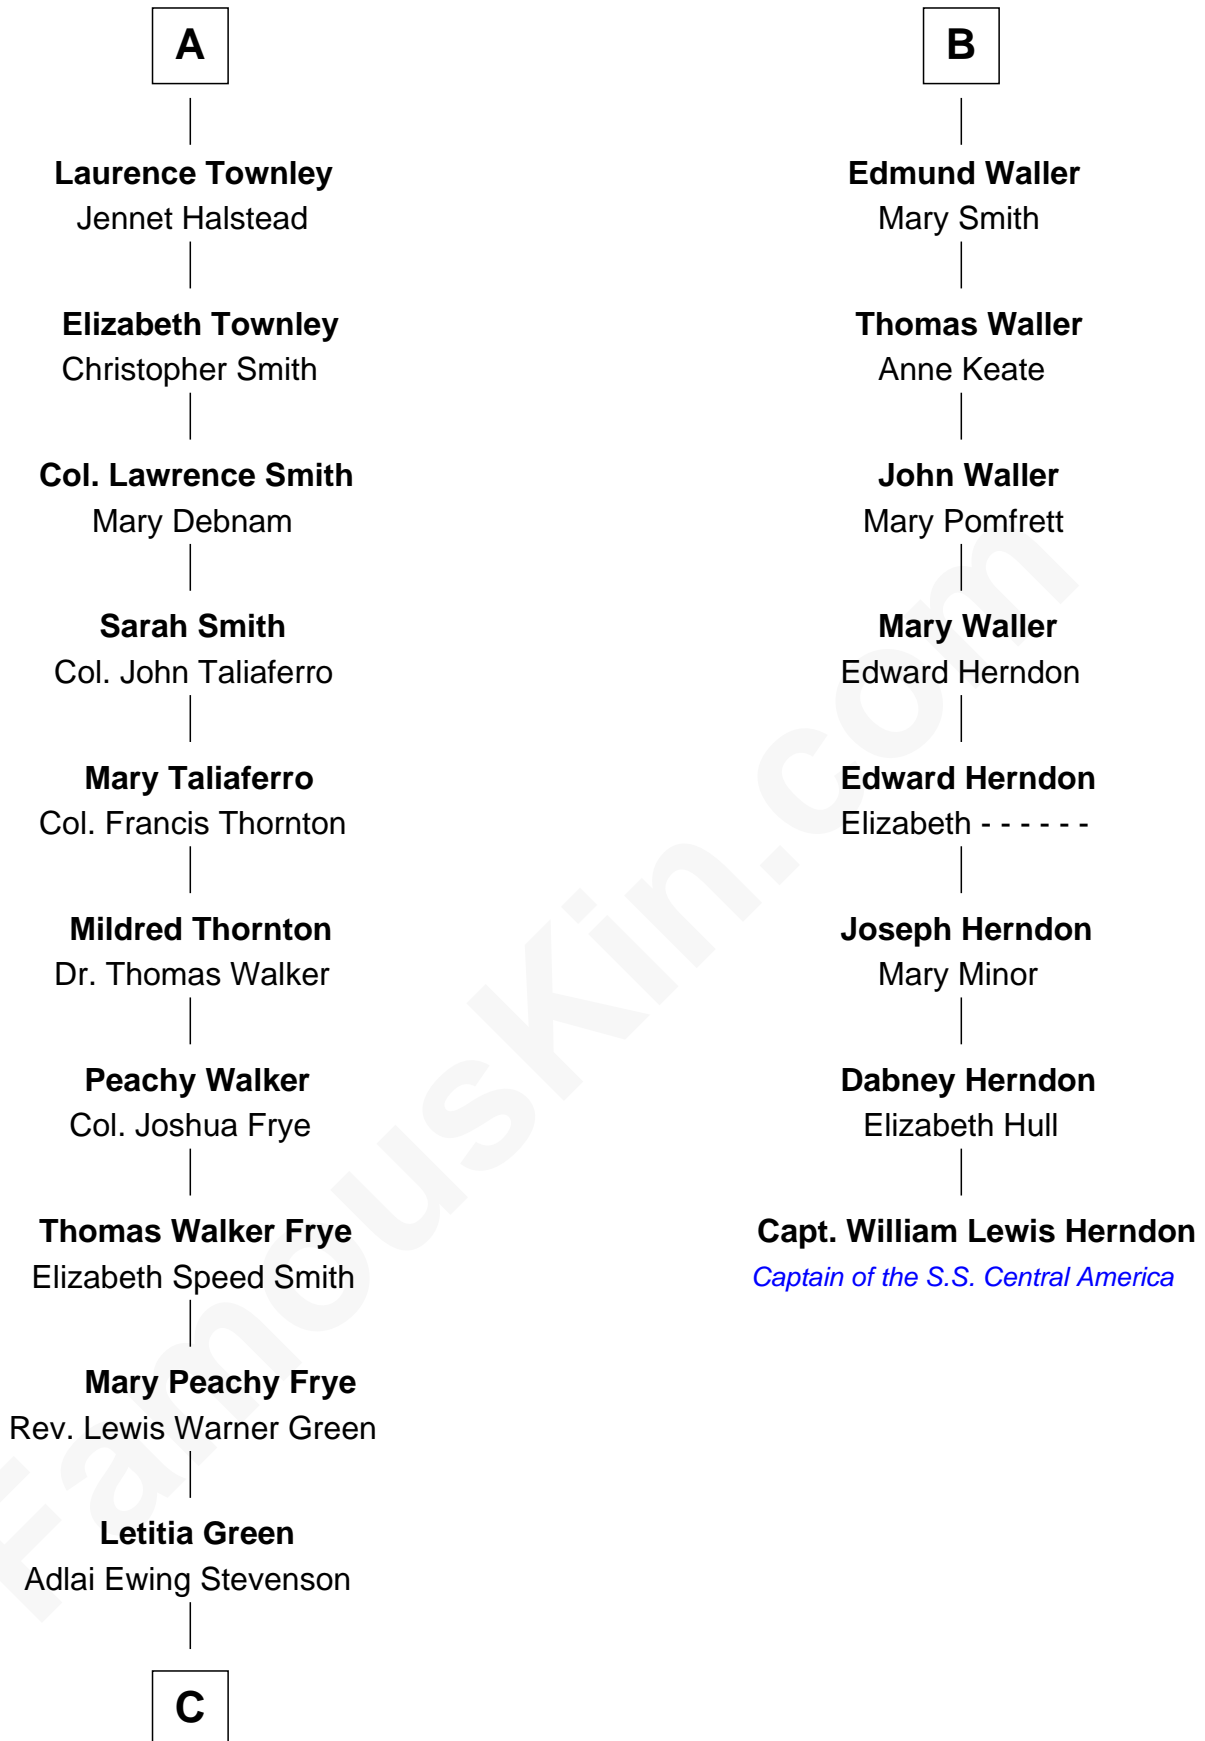 A
Laurence Townley
Jennet Halstead
Elizabeth Townley
Christopher Smith
Col. Lawrence Smith
Mary Debnam
Sarah Smith
Col. John Taliaferro
Mary Taliaferro
Col. Francis Thornton
Mildred Thornton
Dr. Thomas Walker
Peachy Walker
Col. Joshua Frye
Thomas Walker Frye
Elizabeth Speed Smith
Mary Peachy Frye
Rev. Lewis Warner Green
Letitia Green
Adlai Ewing Stevenson
C
B
Edmund Waller
Mary Smith
Thomas Waller
Anne Keate
John Waller
Mary Pomfrett
Mary Waller
Edward Herndon
Edward Herndon
Elizabeth - - - - - -
Joseph Herndon
Mary Minor
Dabney Herndon
Elizabeth Hull
Capt. William Lewis Herndon
Captain of the S.S. Central America
FamousKin.com